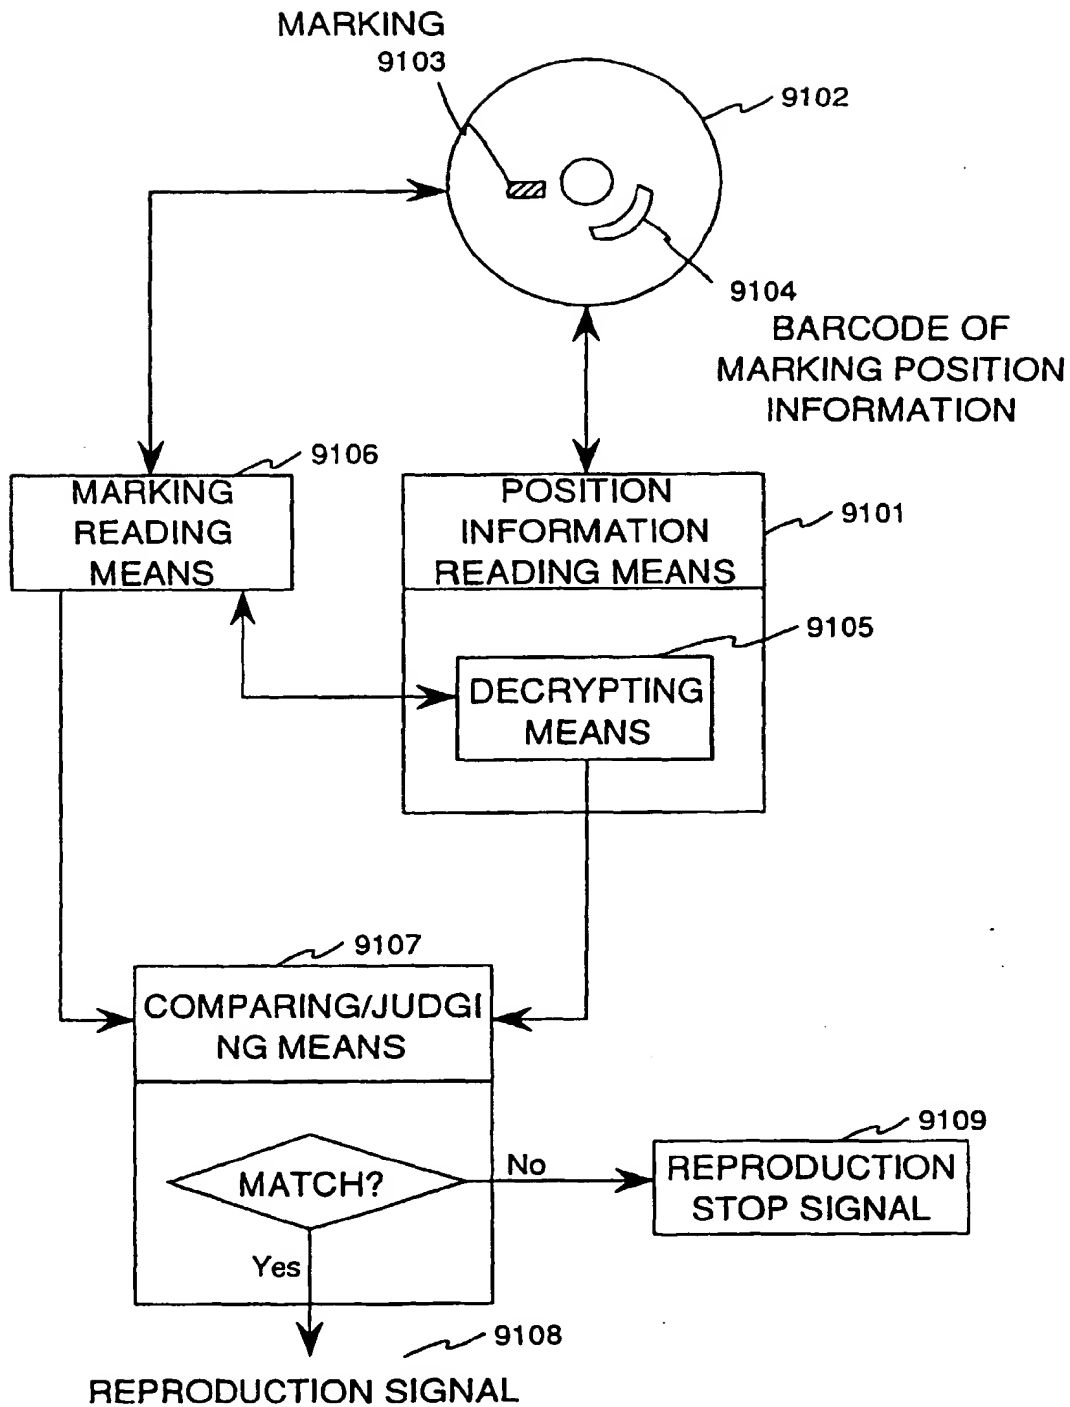 MARKING
9103
9102
9104
BARCODE OF
MARKING POSITION
INFORMATION
9106
MARKING
READING
MEANS
POSITION
INFORMATION
READING MEANS
9101
9105
DECRYPTING
MEANS
9107
COMPARING/JUDGI
NG MEANS
MATCH?
No
Yes
9109
REPRODUCTION
STOP SIGNAL
9108
REPRODUCTION SIGNAL